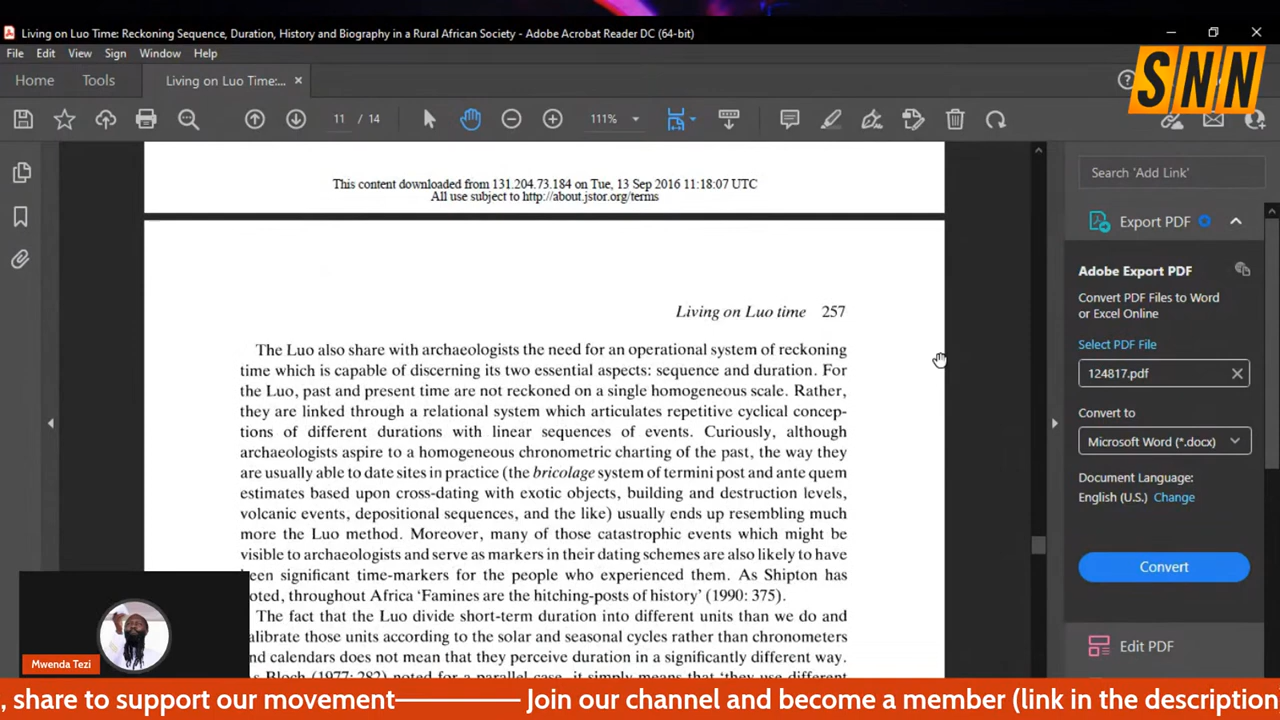 Living on Luo Time: Reckoning Sequence, Duration, History and Biography in a Rural African Society - Adobe Acrobat Reader DC (64-bit)
File Edit View Sign Window Help
Home Tools Living on Luo Time:... ×
SNN
11 / 14 111%
This content downloaded from 131.204.73.184 on Tue, 13 Sep 2016 11:18:07 UTC
All use subject to http://about.jstor.org/terms
Living on Luo time 257
The Luo also share with archaeologists the need for an operational system of reckoning
time which is capable of discerning its two essential aspects: sequence and duration. For
the Luo, past and present time are not reckoned on a single homogeneous scale. Rather,
they are linked through a relational system which articulates repetitive cyclical concep-
tions of different durations with linear sequences of events. Curiously, although
archaeologists aspire to a homogeneous chronometric charting of the past, the way they
are usually able to date sites in practice (the bricolage system of termini post and ante quem
estimates based upon cross-dating with exotic objects, building and destruction levels,
volcanic events, depositional sequences, and the like) usually ends up resembling much
more the Luo method. Moreover, many of those catastrophic events which might be
visible to archaeologists and serve as markers in their dating schemes are also likely to have
een significant time-markers for the people who experienced them. As Shipton has
oted, throughout Africa 'Famines are the hitching-posts of history' (1990: 375).
The fact that the Luo divide short-term duration into different units than we do and
alibrate those units according to the solar and seasonal cycles rather than chronometers
nd calendars does not mean that they perceive duration in a significantly different way.
s Bloch (1977: 282) noted for a parallel case, it simply means that 'they use different
Search 'Add Link'
Export PDF
Adobe Export PDF
Convert PDF Files to Word
or Excel Online
Select PDF File
124817.pdf
Convert to
Microsoft Word (*.docx)
Document Language:
English (U.S.) Change
Convert
Edit PDF
Mwenda Tezi
, share to support our movement———— Join our channel and become a member (link in the description